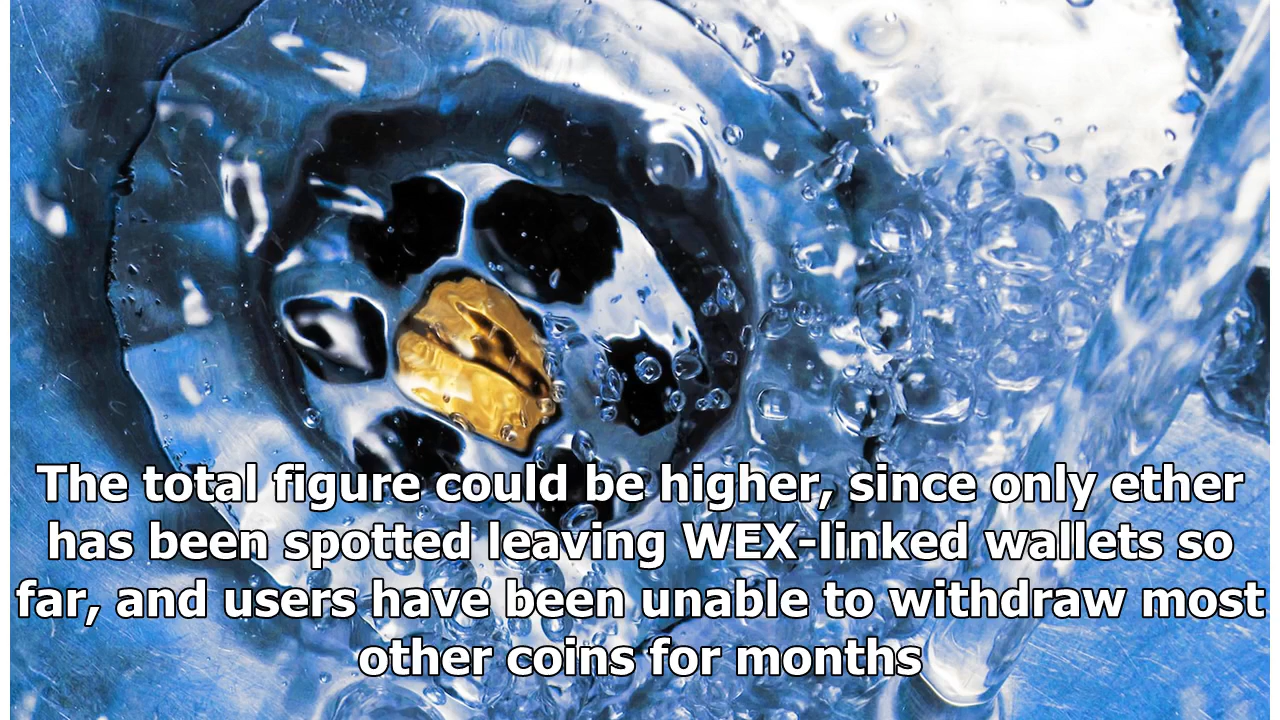 The total figure could be higher, since only ether
has been spotted leaving WEX-linked wallets so
far, and users have been unable to withdraw most
other coins for months